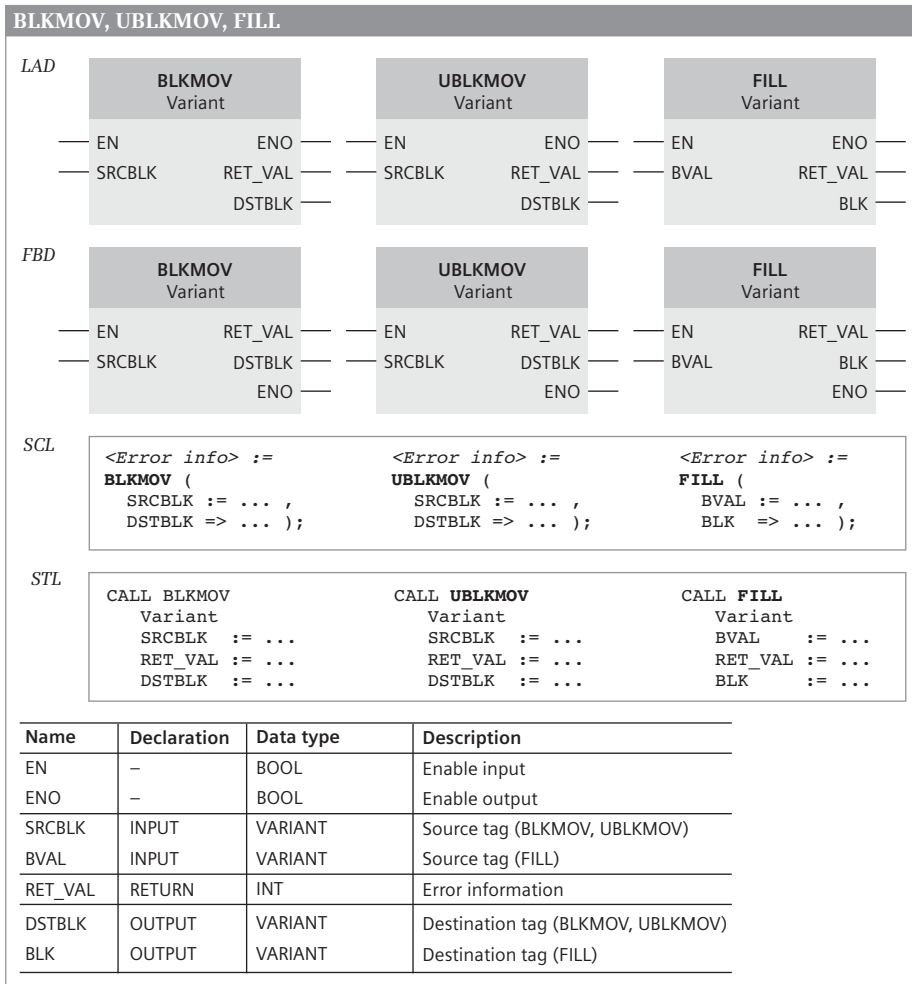 BLKMOV, UBLKMOV, FILL
LAD
BLKMOV UBLKMOV FILL
Variant Variant Variant
EN ENO EN ENO EN ENO
SRCBLK RET_VAL SRCBLK RET_VAL BVAL RET_VAL
DSTBLK DSTBLK BLK
FBD
BLKMOV UBLKMOV FILL
Variant Variant Variant
EN RET_VAL EN RET_VAL EN RET_VAL
SRCBLK DSTBLK SRCBLK DSTBLK BVAL BLK
ENO ENO ENO
SCL
<Error info> := <Error info> := <Error info> :=
BLKMOV ( UBLKMOV ( FILL (
SRCBLK := ... , SRCBLK := ... , BVAL := ... ,
DSTBLK => ... ); DSTBLK => ... ); BLK => ... );
STL
CALL BLKMOV CALL UBLKMOV CALL FILL
Variant Variant Variant
SRCBLK := ... SRCBLK := ... BVAL := ...
RET_VAL := ... RET_VAL := ... RET_VAL := ...
DSTBLK := ... DSTBLK := ... BLK := ...
Name Declaration Data type Description
EN – BOOL Enable input
ENO – BOOL Enable output
SRCBLK INPUT VARIANT Source tag (BLKMOV, UBLKMOV)
BVAL INPUT VARIANT Source tag (FILL)
RET_VAL RETURN INT Error information
DSTBLK OUTPUT VARIANT Destination tag (BLKMOV, UBLKMOV)
BLK OUTPUT VARIANT Destination tag (FILL)